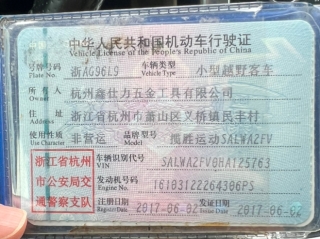 中华人民共和国机动车行驶证
Vehicle License of the People's Republic of China
号牌号码 浙AG96L9 车辆类型 小型越野客车
Plate No. Vehicle Type
所有人 杭州鑫仕力五金工具有限公司
Owner
住址 浙江省杭州市萧山区义桥镇民丰村
Address
使用性质 非营运 品牌型号 揽胜运动SALWA2FV
Use Character Model
浙江省杭州 车辆识别代号 SALWA2FV0HA125763
VIN
市公安局交 发动机号码 16103122264306PS
Engine No.
通警察支队 注册日期 2017-06-02 发证日期 2017-06-02
Register Date Issue Date